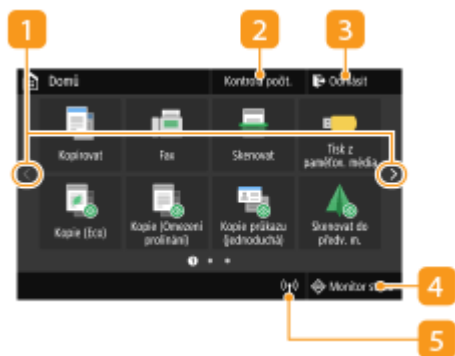 1
2
3
Domů
Kontrola počt.
Odhlásit
Kopírovat
Fax
Skenovat
Tisk z
paměťov. média
Kopie (Eco)
Kopie (Omezení
prolínání)
Kopie průkazu
(jednoduchá)
Skenovat do
předv. m.
1
Monitor
4
5